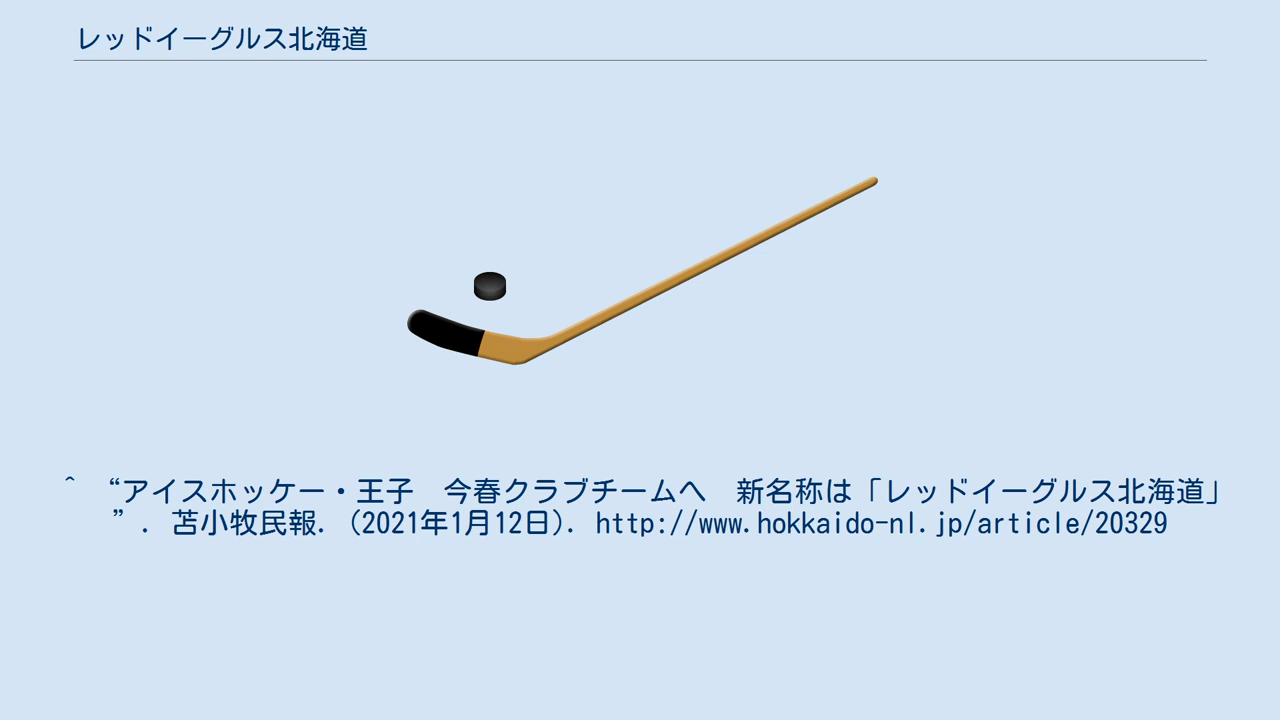 レッドイーグルス北海道
^　“アイスホッケー・王子　今春クラブチームへ　新名称は「レッドイーグルス北海道」
”. 苫小牧民報. (2021年1月12日). http://www.hokkaido-nl.jp/article/20329